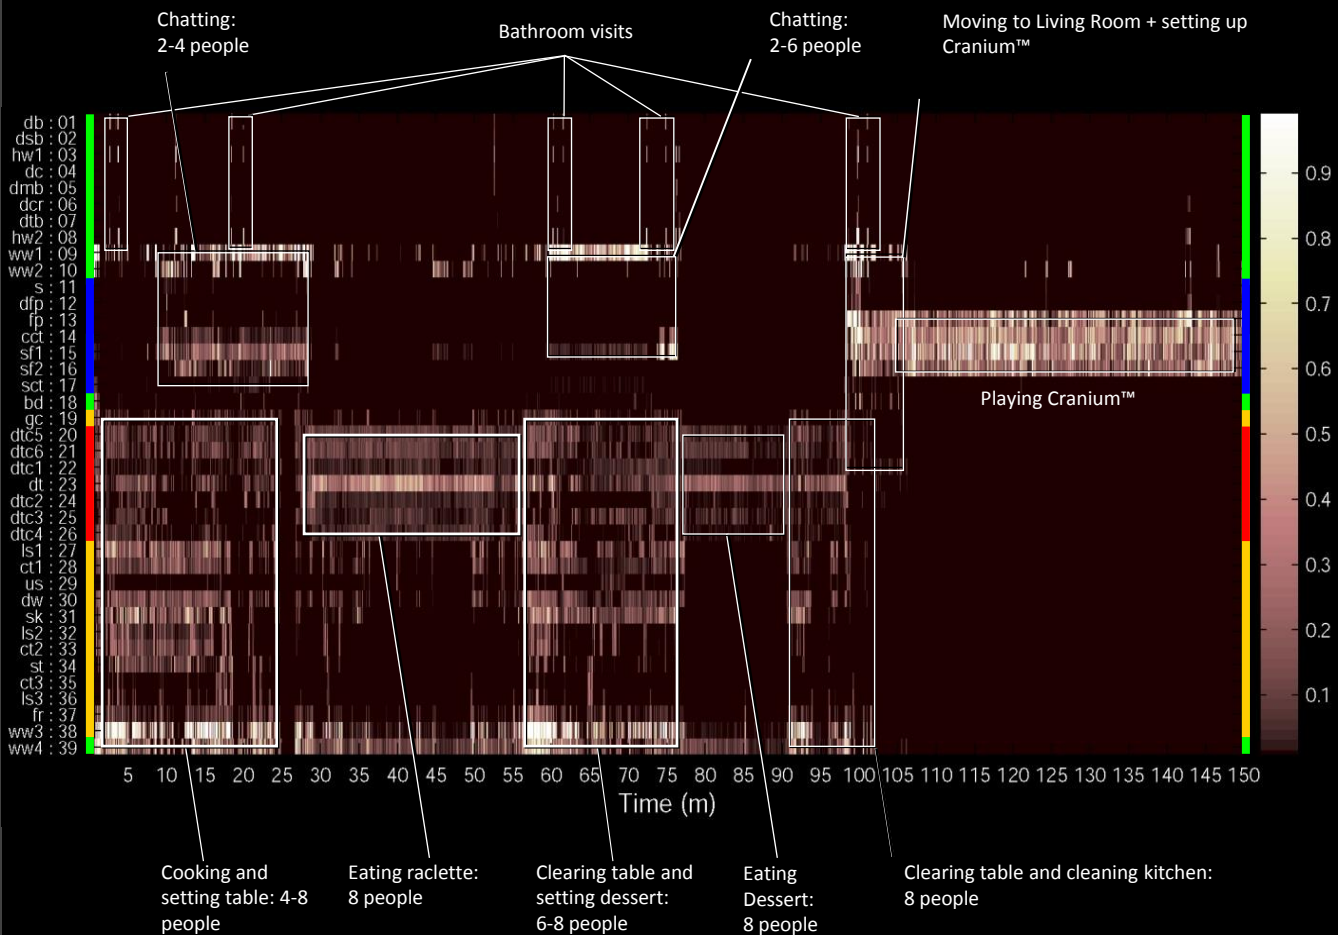 Chatting:
2-4 people
Bathroom visits
Chatting:
2-6 people
Moving to Living Room + setting up
Cranium™
db : 01
dsb : 02
hw1 : 03
dc : 04
dmb : 05
dcr : 06
dtb : 07
hw2 : 08
ww1 : 09
ww2 : 10
s : 11
dfp : 12
fp : 13
cct : 14
sf1 : 15
sf2 : 16
sct : 17
bd : 18
gc : 19
dtc5 : 20
dtc6 : 21
dtc1 : 22
dt : 23
dtc2 : 24
dtc3 : 25
dtc4 : 26
ls1 : 27
ct1 : 28
us : 29
dw : 30
sk : 31
ls2 : 32
ct2 : 33
st : 34
ct3 : 35
ls3 : 36
fr : 37
ww3 : 38
ww4 : 39
0.9
0.8
0.7
0.6
0.5
0.4
0.3
0.2
0.1
Playing Cranium™
5 10 15 20 25 30 35 40 45 50 55 60 65 70 75 80 85 90 95 100 105 110 115 120 125 130 135 140 145 150
Time (m)
Cooking and
setting table: 4-8
people
Eating raclette:
8 people
Clearing table and
setting dessert:
6-8 people
Eating
Dessert:
8 people
Clearing table and cleaning kitchen:
8 people